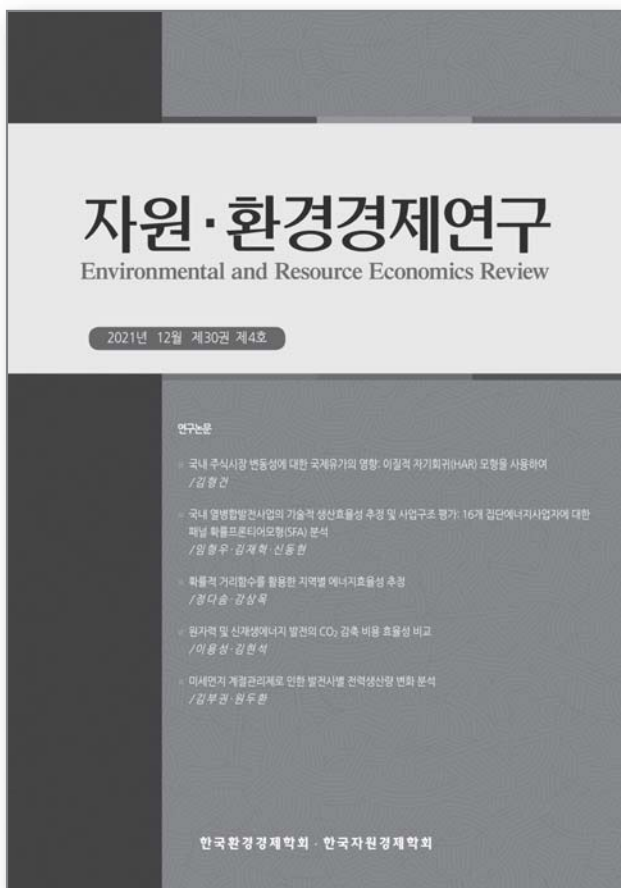 자원·환경경제연구
Environmental and Resource Economics Review
2021년 12월 제30권 제4호
연구논문
국내 주식시장 변동성에 대한 국제유가의 영향: 이질적 자기회귀(HAR) 모형을 사용하여
/김형건
국내 열병합발전사업의 기술적 생산효율성 추정 및 사업구조 평가: 16개 집단에너지사업자에 대한
패널 확률프론티어모형(SFA) 분석
/임형우·김재혁·신동현
확률적 거리함수를 활용한 지역별 에너지효율성 추정
/정다솜·강상목
원자력 및 신재생에너지 발전의 CO₂ 감축 비용 효율성 비교
/이용성·김현석
미세먼지 계절관리제로 인한 발전사별 전력생산량 변화 분석
/김부권·원두환
한국환경경제학회 · 한국자원경제학회